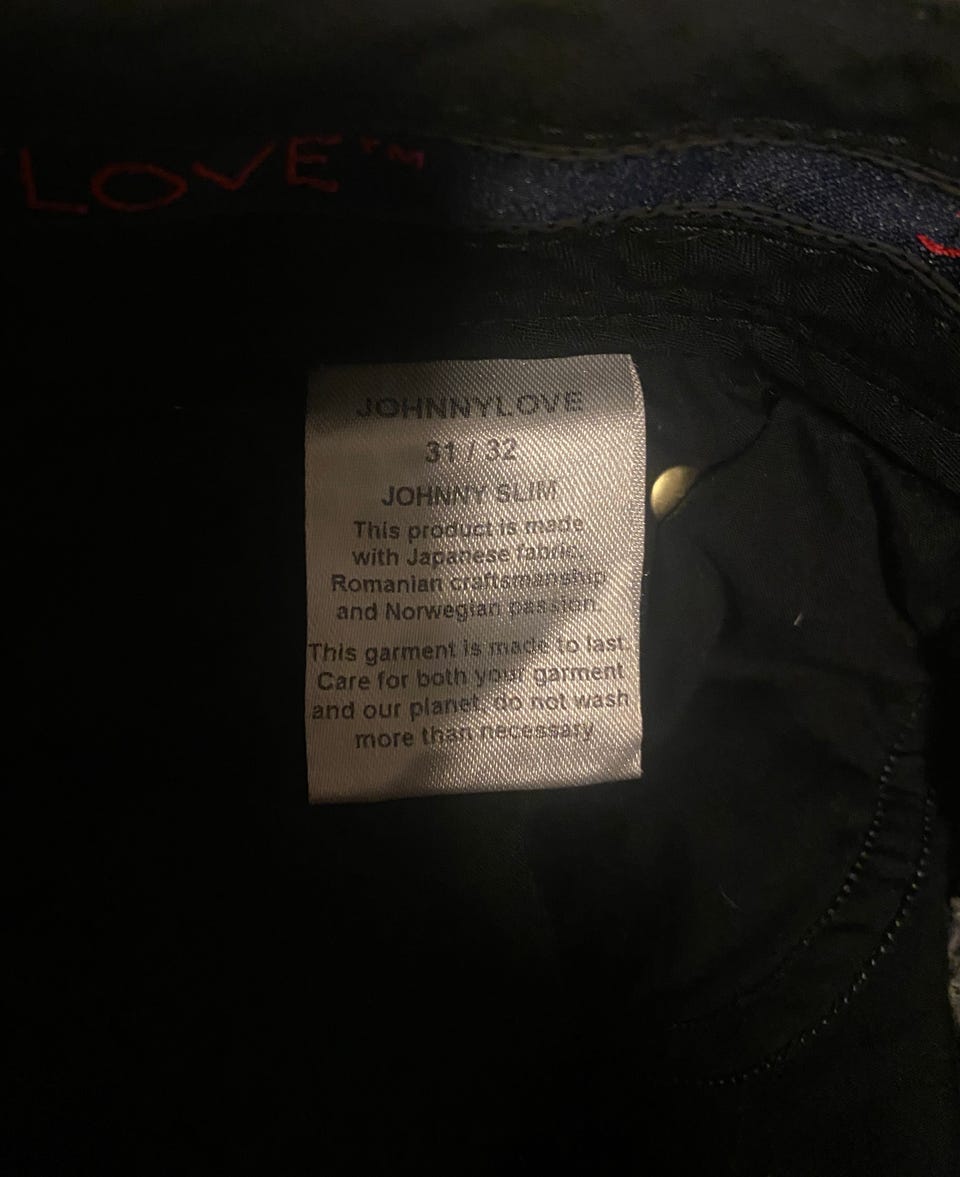 LOVE™
JOHNNYLOVE
31 / 32
JOHNNY SLIM
This product is made
with Japanese fabric,
Romanian craftsmanship
and Norwegian passion.
This garment is made to last.
Care for both your garment
and our planet, do not wash
more than necessary.